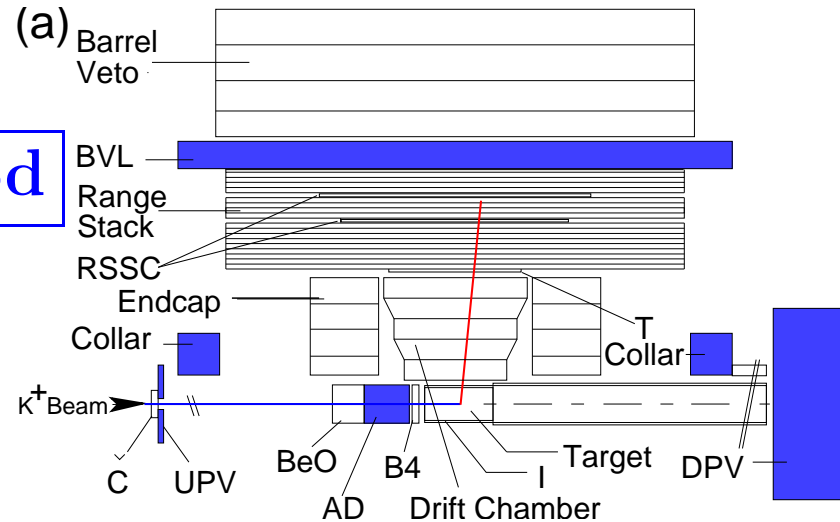 (a)
Barrel
Veto
d
BVL
Range
Stack
RSSC
Endcap
T
Collar
Collar
K+ Beam
C
UPV
BeO
AD
B4
Drift Chamber
I
Target
DPV